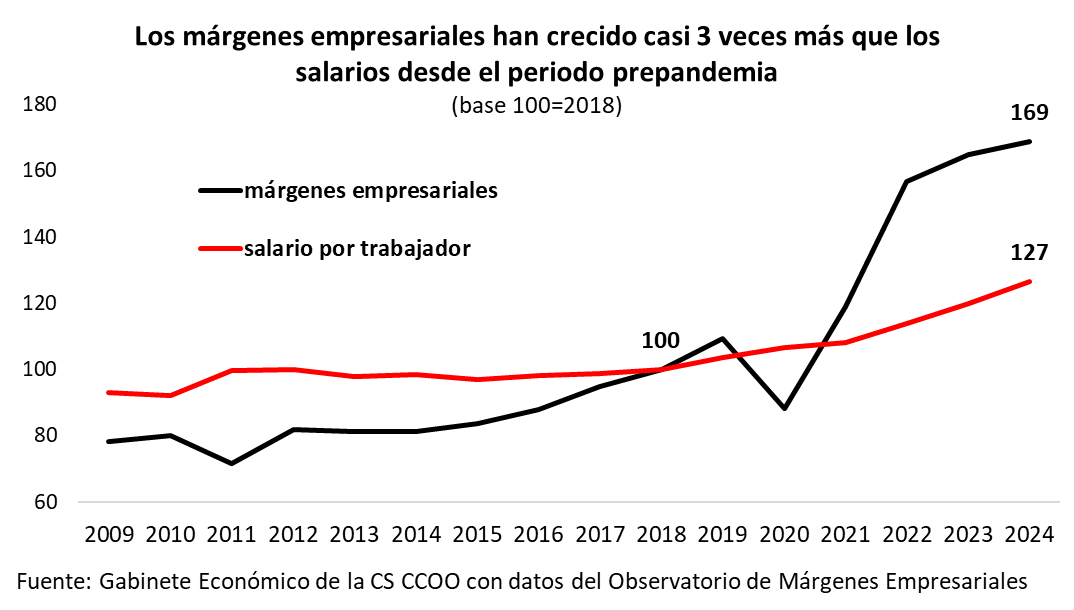 Los márgenes empresariales han crecido casi 3 veces más que los
salarios desde el periodo prepandemia
(base 100=2018)
180
169
160
márgenes empresariales
140
salario por trabajador
127
120
100
100
80
60
2009 2010 2011 2012 2013 2014 2015 2016 2017 2018 2019 2020 2021 2022 2023 2024
Fuente: Gabinete Económico de la CS CCOO con datos del Observatorio de Márgenes Empresariales